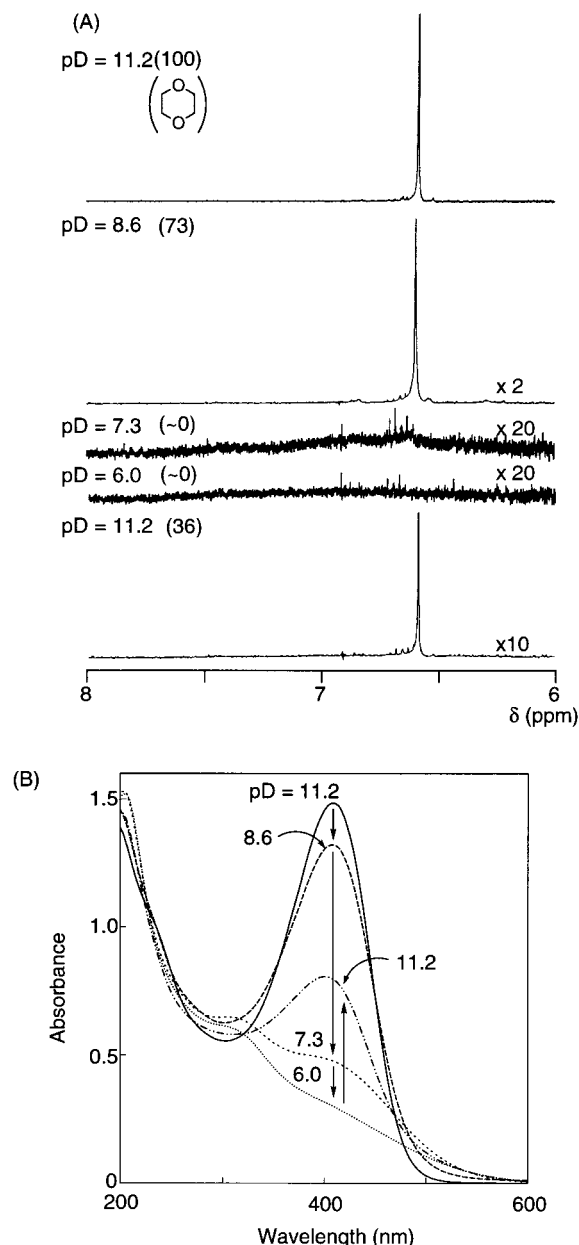 (A)
pD = 11.2(100)
O
O
pD = 8.6 (73)
x 2
pD = 7.3 (~0)
x 20
pD = 6.0 (~0)
x 20
pD = 11.2 (36)
x10
8 7 6
δ (ppm)
(B)
1.5
1.0
0.5
0
Absorbance
pD = 11.2
8.6
11.2
7.3
6.0
200 400 600
Wavelength (nm)